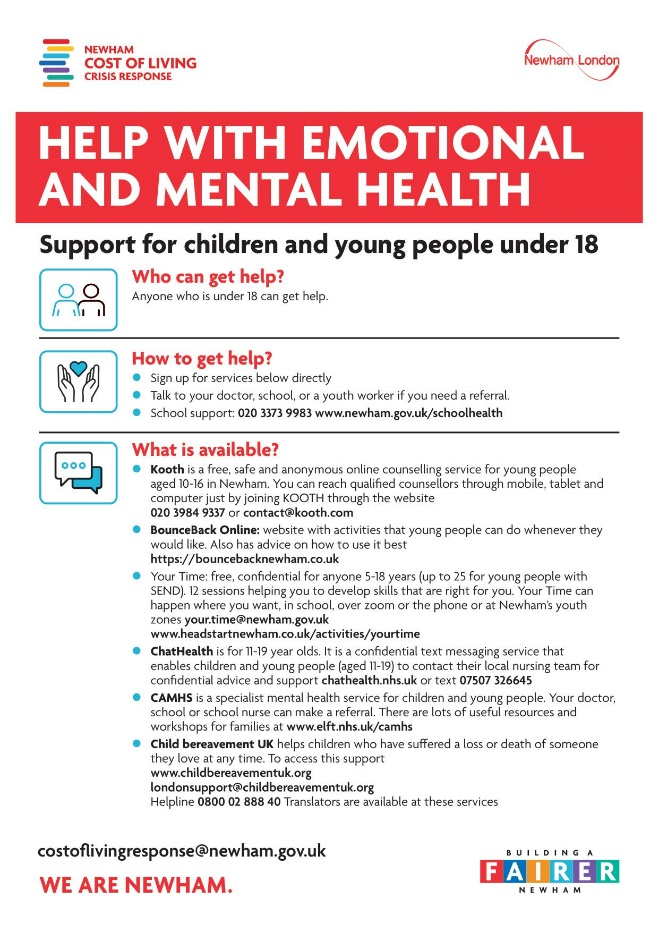 NEWHAM
COST OF LIVING
CRISIS RESPONSE
Newham London
HELP WITH EMOTIONAL
AND MENTAL HEALTH
Support for children and young people under 18
Who can get help?
Anyone who is under 18 can get help.
How to get help?
Sign up for services below directly
Talk to your doctor, school, or a youth worker if you need a referral.
School support: 020 3373 9983 www.newham.gov.uk/schoolhealth
What is available?
Kooth is a free, safe and anonymous online counselling service for young people
aged 10-16 in Newham. You can reach qualified counsellors through mobile, tablet and
computer just by joining KOOTH through the website
020 3984 9337 or contact@kooth.com
BounceBack Online: website with activities that young people can do whenever they
would like. Also has advice on how to use it best
https://bouncebacknewham.co.uk
Your Time: free, confidential for anyone 5-18 years (up to 25 for young people with
SEND). 12 sessions helping you to develop skills that are right for you. Your Time can
happen where you want, in school, over zoom or the phone or at Newham's youth
zones your.time@newham.gov.uk
www.headstartnewham.co.uk/activities/yourtime
ChatHealth is for 11-19 year olds. It is a confidential text messaging service that
enables children and young people (aged 11-19) to contact their local nursing team for
confidential advice and support chathealth.nhs.uk or text 07507 326645
CAMHS is a specialist mental health service for children and young people. Your doctor,
school or school nurse can make a referral. There are lots of useful resources and
workshops for families at www.elft.nhs.uk/camhs
Child bereavement UK helps children who have suffered a loss or death of someone
they love at any time. To access this support
www.childbereavementuk.org
londonsupport@childbereavementuk.org
Helpline 0800 02 888 40 Translators are available at these services
costoflivingresponse@newham.gov.uk
WE ARE NEWHAM.
BUILDING A
FAIRER
NEWHAM